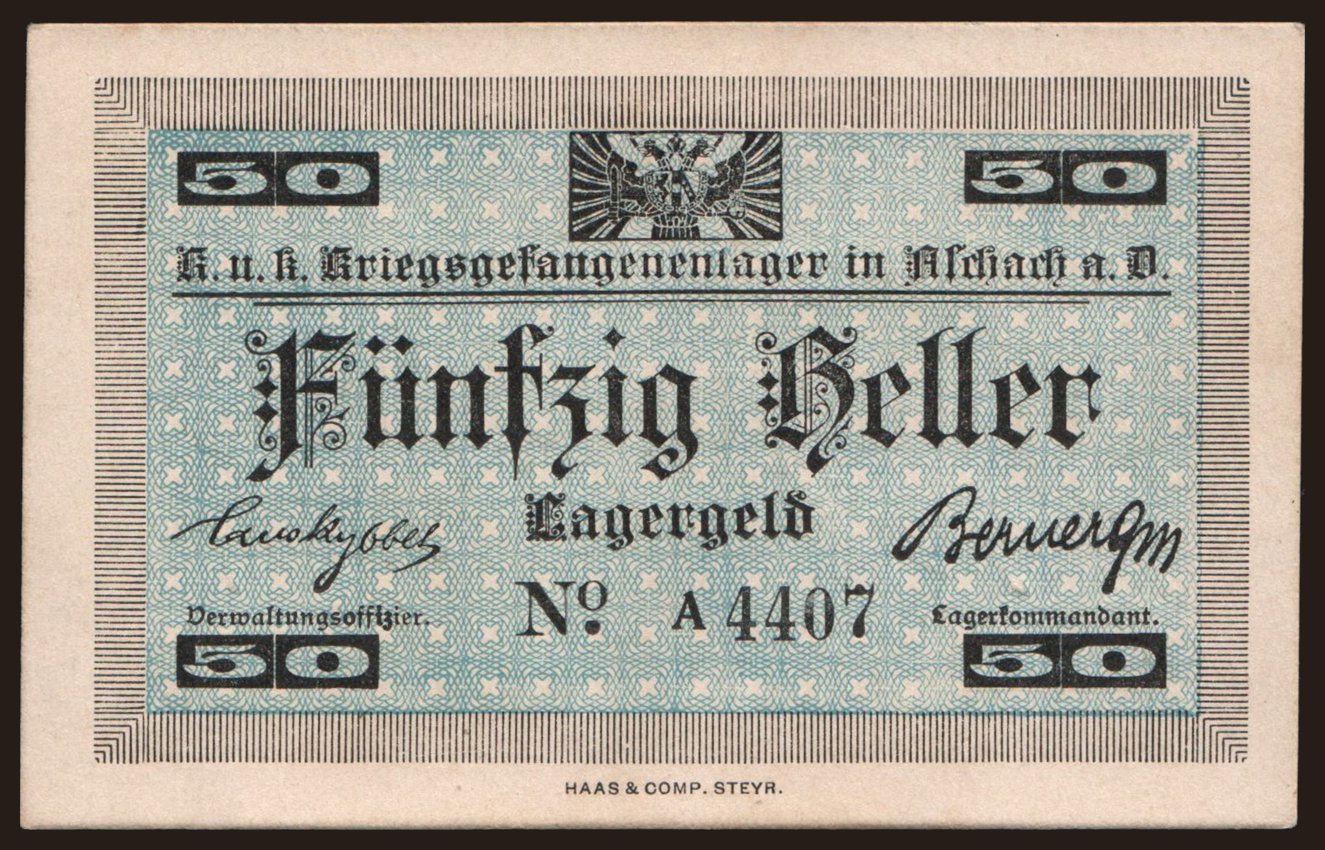 50 50
K. u. k. Kriegsgefangenenlager in Aschach a. D.
Fünfzig Heller
Lagergeld
No. A 4407
Verwaltungsoffizier. Lagerkommandant.
50 50
HAAS & COMP. STEYR.